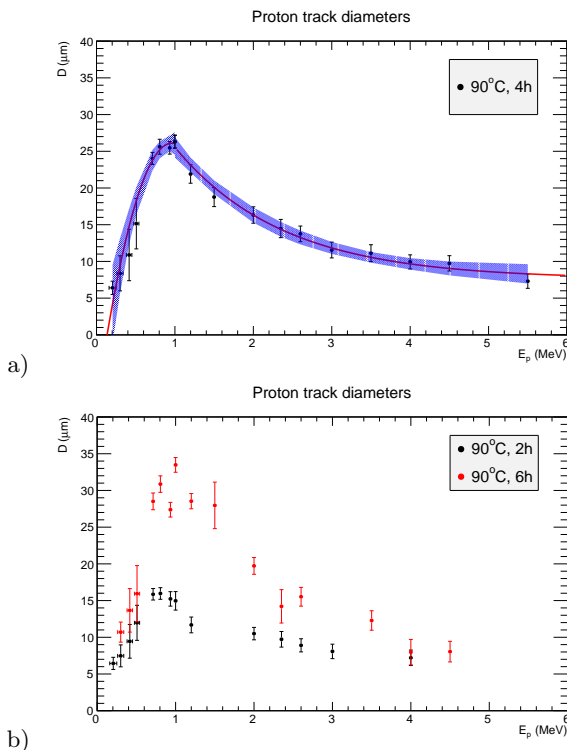 Proton track diameters
D (μm)
40
35
30
25
20
15
10
5
0
90°C, 4h
0 1 2 3 4 5 6
E_p (MeV)
a)
Proton track diameters
D (μm)
40
35
30
25
20
15
10
5
0
90°C, 2h
90°C, 6h
0 1 2 3 4 5 6
E_p (MeV)
b)